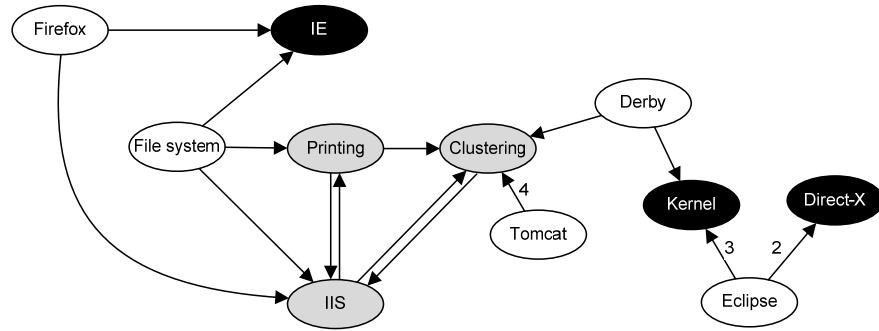 Firefox
IE
File system
Printing
Clustering
Derby
4
Tomcat
Kernel
Direct-X
3
2
IIS
Eclipse